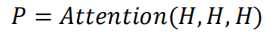 P = Attention(H, H, H)